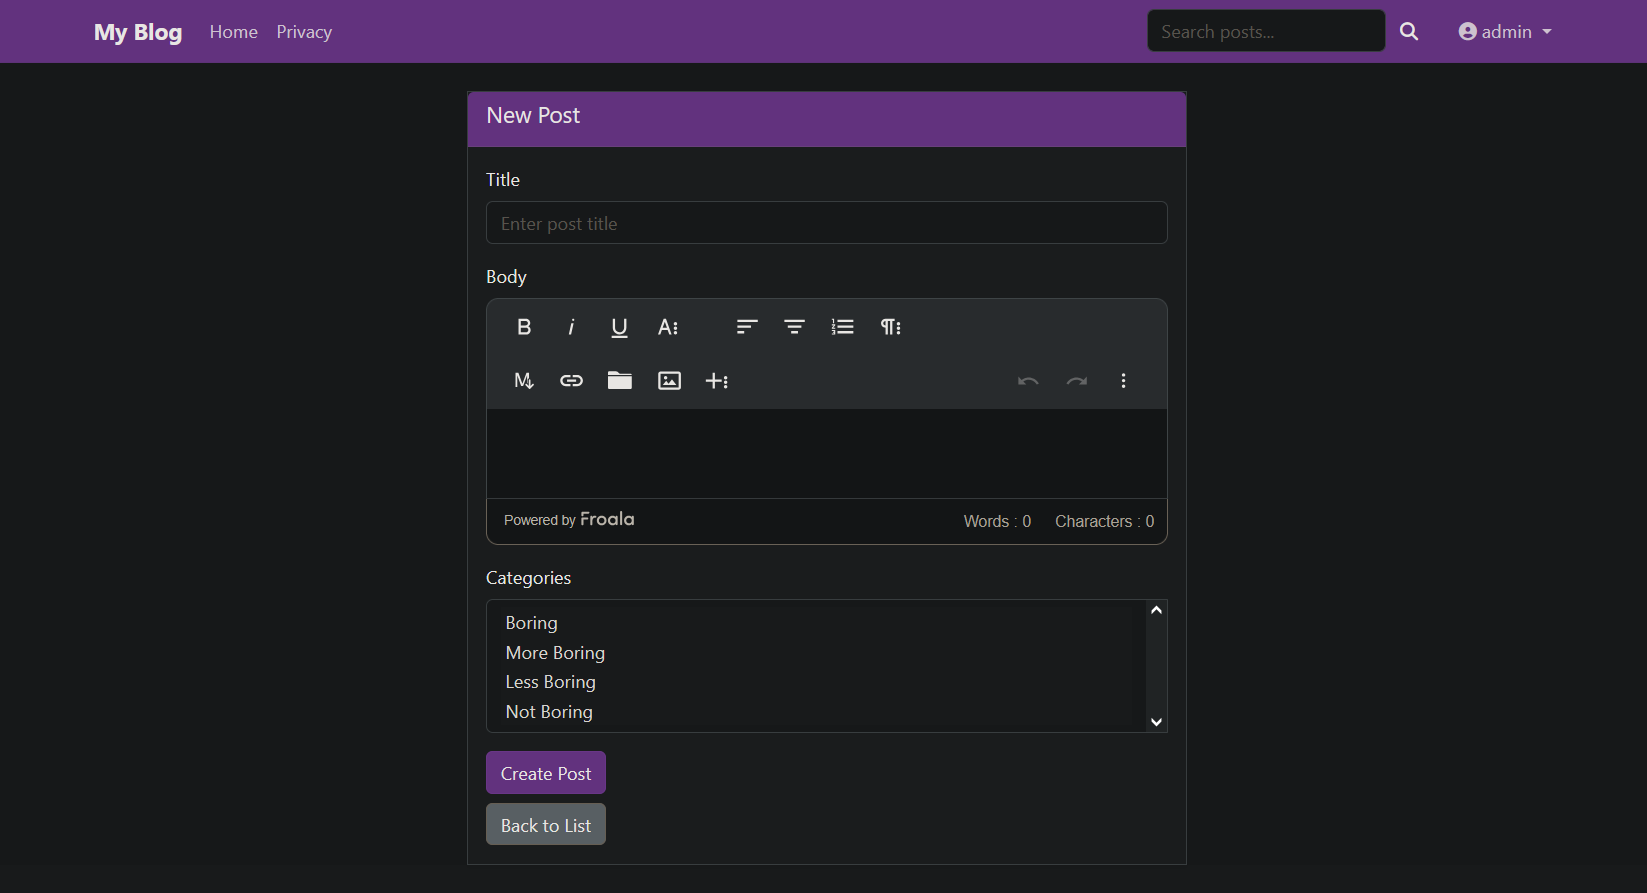 My Blog Home Privacy Search posts... admin
New Post
Title
Enter post title
Body
Powered by Froala Words : 0 Characters : 0
Categories
Boring
More Boring
Less Boring
Not Boring
Create Post
Back to List